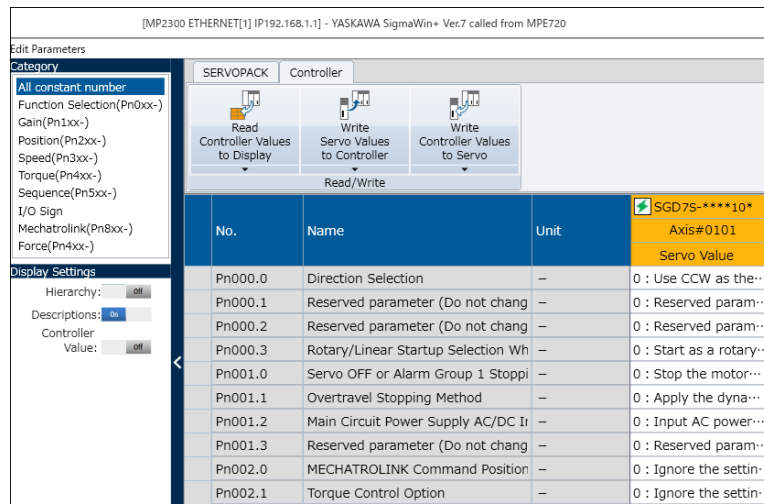 [MP2300 ETHERNET[1] IP192.168.1.1] - YASKAWA SigmaWin+ Ver.7 called from MPE720
Edit Parameters
Category
All constant number
Function Selection(Pn0xx-)
Gain(Pn1xx-)
Position(Pn2xx-)
Speed(Pn3xx-)
Torque(Pn4xx-)
Sequence(Pn5xx-)
I/O Sign
Mechatrolink(Pn8xx-)
Force(Pn4xx-)
Display Settings
Hierarchy: Off
Descriptions: On
Controller
Value: Off
SERVOPACK Controller
Read
Controller Values
to Display
Write
Servo Values
to Controller
Write
Controller Values
to Servo
Read/Write
No. Name Unit
SGD7S-****10*
Axis#0101
Servo Value
Pn000.0 Direction Selection – 0 : Use CCW as the…
Pn000.1 Reserved parameter (Do not chang – 0 : Reserved param…
Pn000.2 Reserved parameter (Do not chang – 0 : Reserved param…
Pn000.3 Rotary/Linear Startup Selection Wh – 0 : Start as a rotary…
Pn001.0 Servo OFF or Alarm Group 1 Stoppi – 0 : Stop the motor…
Pn001.1 Overtravel Stopping Method – 0 : Apply the dyna…
Pn001.2 Main Circuit Power Supply AC/DC Ir – 0 : Input AC power…
Pn001.3 Reserved parameter (Do not chang – 0 : Reserved param…
Pn002.0 MECHATROLINK Command Position – 0 : Ignore the settin…
Pn002.1 Torque Control Option – 0 : Ignore the settin…